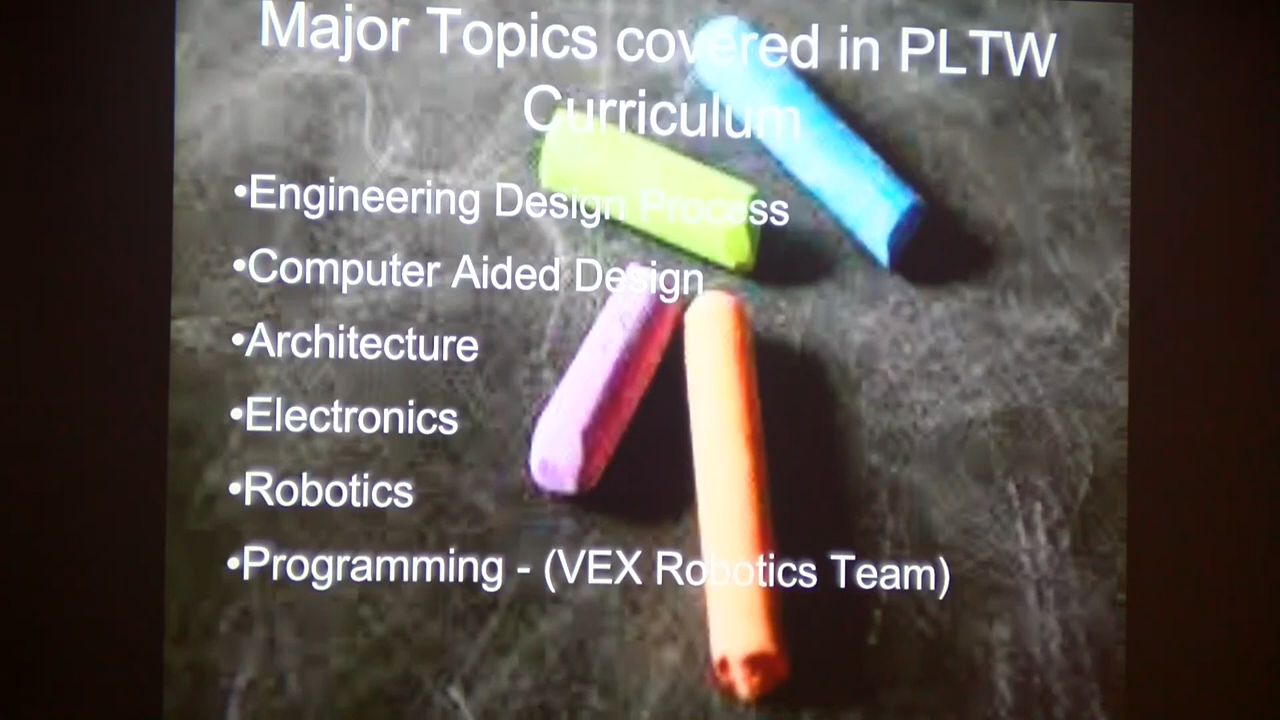 Major Topics covered in PLTW
Curriculum
•Engineering Design Process
•Computer Aided Design
•Architecture
•Electronics
•Robotics
•Programming - (VEX Robotics Team)